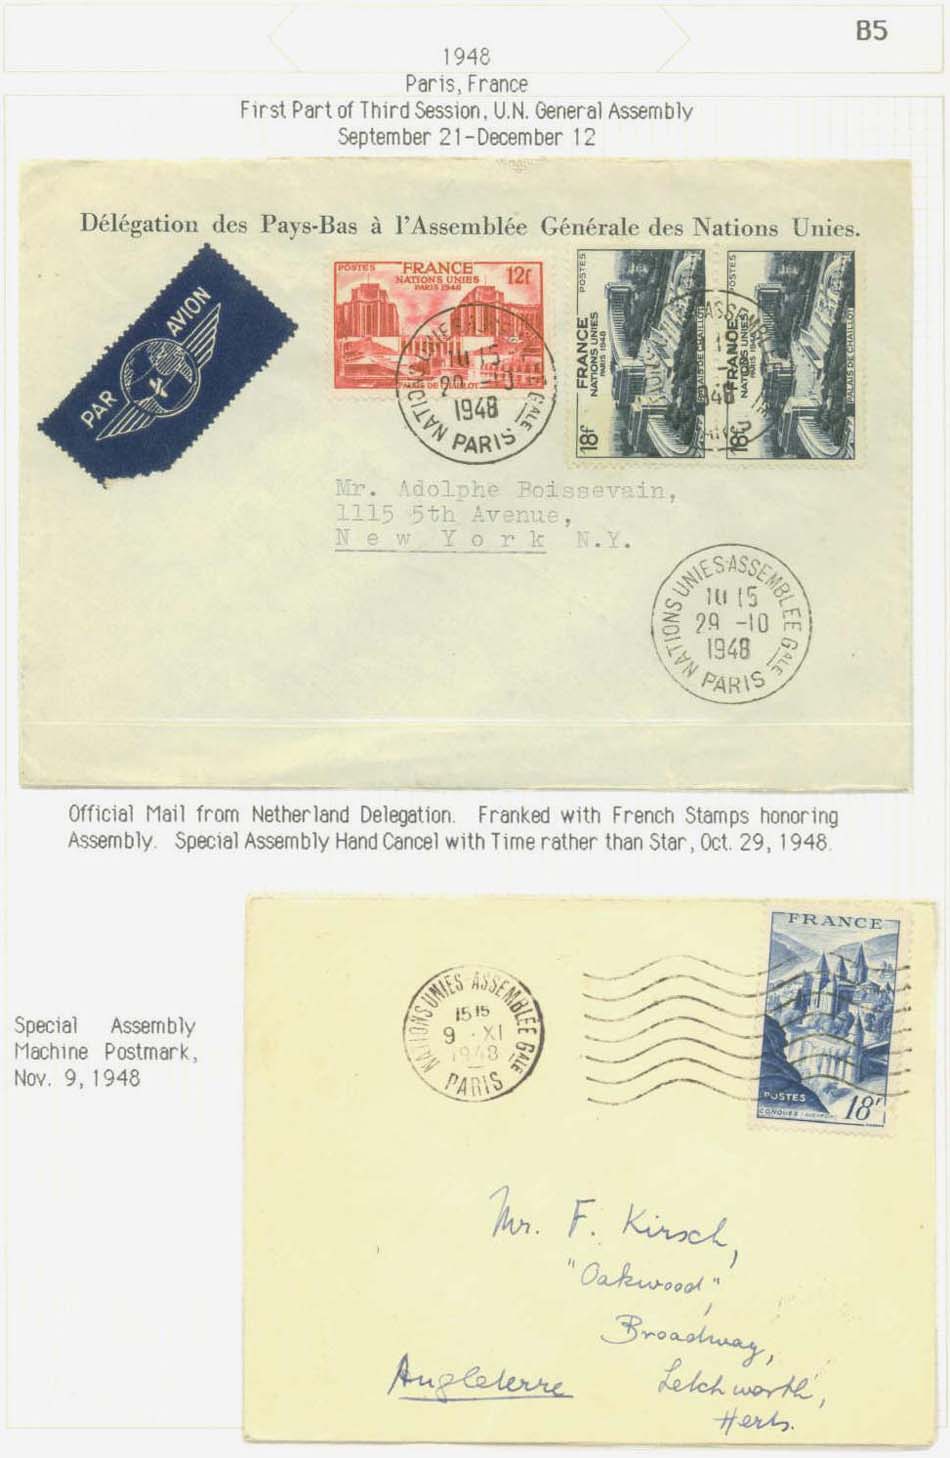 B5
1948
Paris, France
First Part of Third Session, U.N. General Assembly
September 21-December 12
Délégation des Pays-Bas à l'Assemblée Générale des Nations Unies.
PAR AVION
POSTES FRANCE 12f
NATIONS UNIES
PARIS 1948
PALAIS DE CHAILLOT
NATIONS UNIES ASSEMBLEE Gale
10 15
29 -10
1948
PARIS
POSTES
FRANCE
NATIONS UNIES
PARIS 1948
18f
PALAIS DE CHAILLOT
POSTES
FRANCE
NATIONS UNIES
PARIS 1948
18f
PALAIS DE CHAILLOT
Mr. Adolphe Boissevain,
1115 5th Avenue,
New York N.Y.
NATIONS UNIES-ASSEMBLEE Gale
10 15
29 -10
1948
PARIS
Official Mail from Netherland Delegation. Franked with French Stamps honoring
Assembly. Special Assembly Hand Cancel with Time rather than Star, Oct. 29, 1948.
Special Assembly
Machine Postmark,
Nov. 9, 1948
NATIONS UNIES-ASSEMBLEE Gale
15 15
9 - XI
1948
PARIS
FRANCE
POSTES
CONQUES
18f
Mr. F. Kirsch,
"Oakwood",
Broadway,
Letchworth,
Herts.
Angleterre